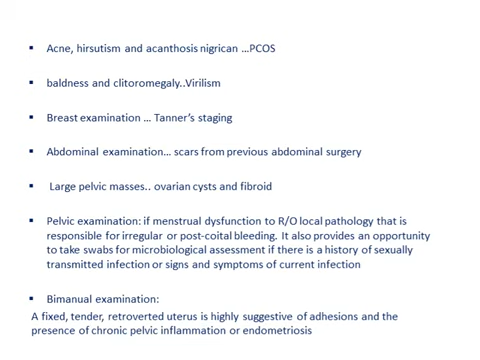 ▪ Acne, hirsutism and acanthosis nigrican …PCOS
▪ baldness and clitoromegaly..Virilism
▪ Breast examination … Tanner's staging
▪ Abdominal examination… scars from previous abdominal surgery
▪ Large pelvic masses.. ovarian cysts and fibroid
▪ Pelvic examination: if menstrual dysfunction to R/O local pathology that is
responsible for irregular or post-coital bleeding. It also provides an opportunity
to take swabs for microbiological assessment if there is a history of sexually
transmitted infection or signs and symptoms of current infection
▪ Bimanual examination:
A fixed, tender, retroverted uterus is highly suggestive of adhesions and the
presence of chronic pelvic inflammation or endometriosis